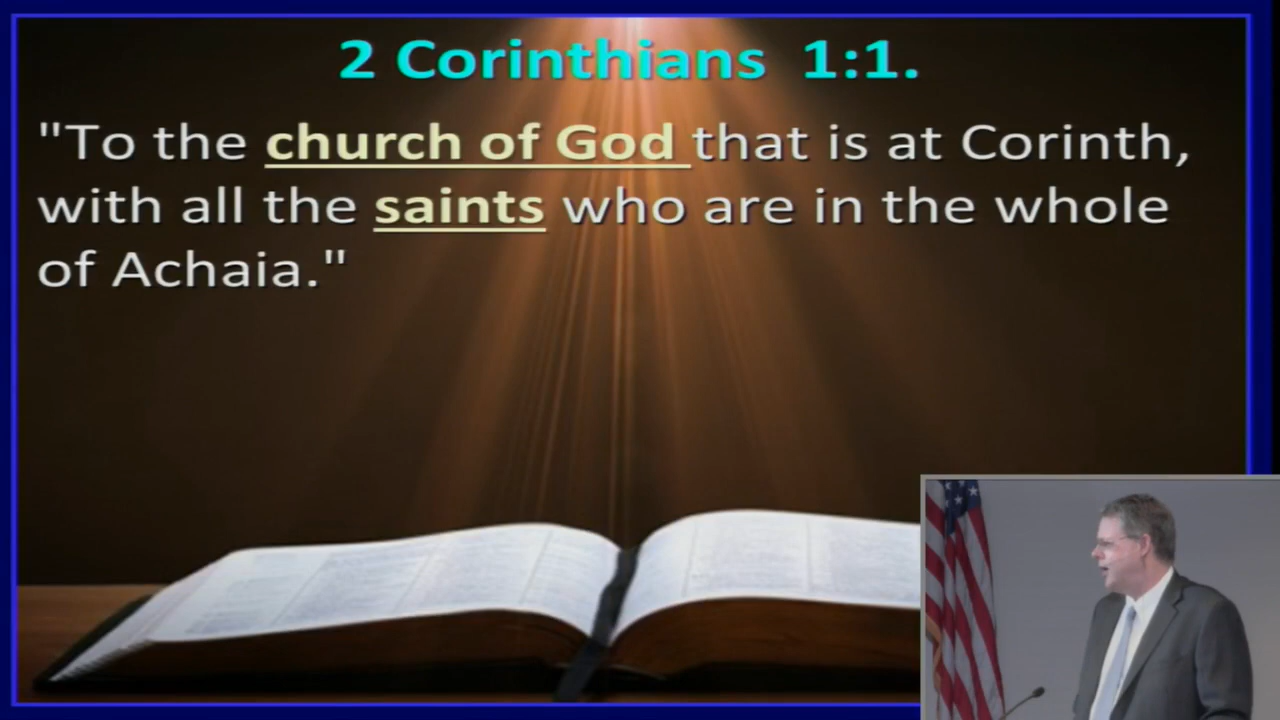 2 Corinthians 1:1.
"To the church of God that is at Corinth,
with all the saints who are in the whole
of Achaia."